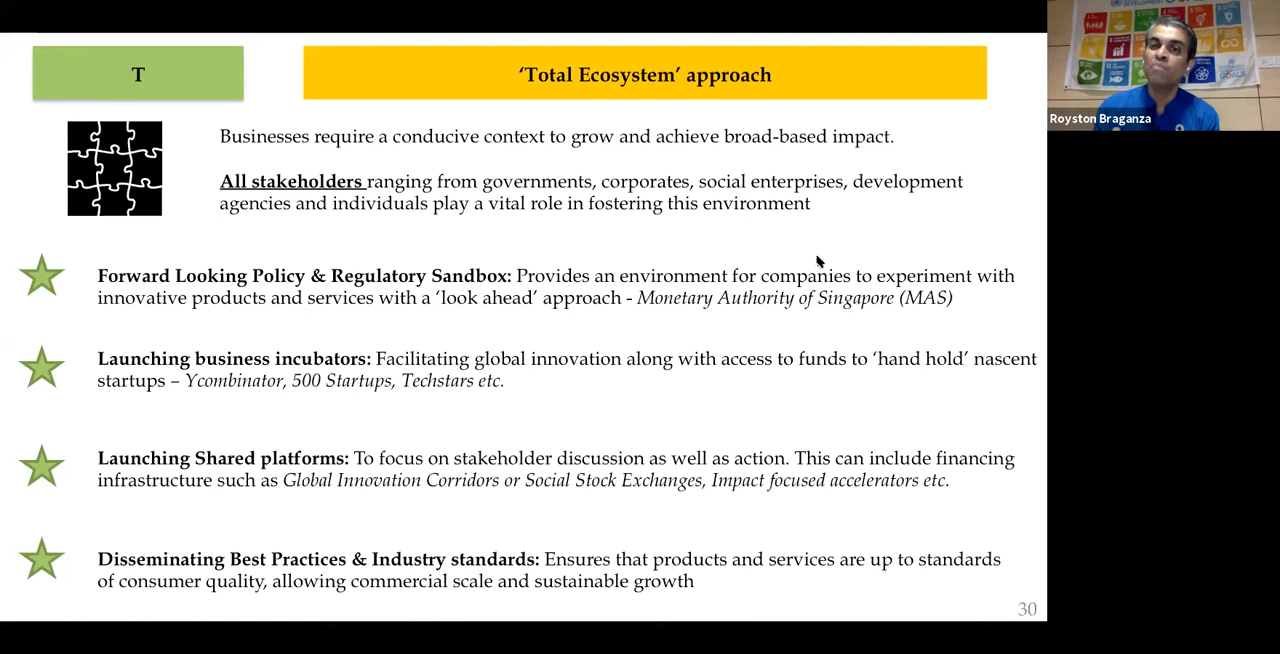 T
‘Total Ecosystem’ approach
Businesses require a conducive context to grow and achieve broad-based impact.
All stakeholders ranging from governments, corporates, social enterprises, development
agencies and individuals play a vital role in fostering this environment
Forward Looking Policy & Regulatory Sandbox: Provides an environment for companies to experiment with
innovative products and services with a ‘look ahead’ approach - Monetary Authority of Singapore (MAS)
Launching business incubators: Facilitating global innovation along with access to funds to ‘hand hold’ nascent
startups – Ycombinator, 500 Startups, Techstars etc.
Launching Shared platforms: To focus on stakeholder discussion as well as action. This can include financing
infrastructure such as Global Innovation Corridors or Social Stock Exchanges, Impact focused accelerators etc.
Disseminating Best Practices & Industry standards: Ensures that products and services are up to standards
of consumer quality, allowing commercial scale and sustainable growth
30
Royston Braganza